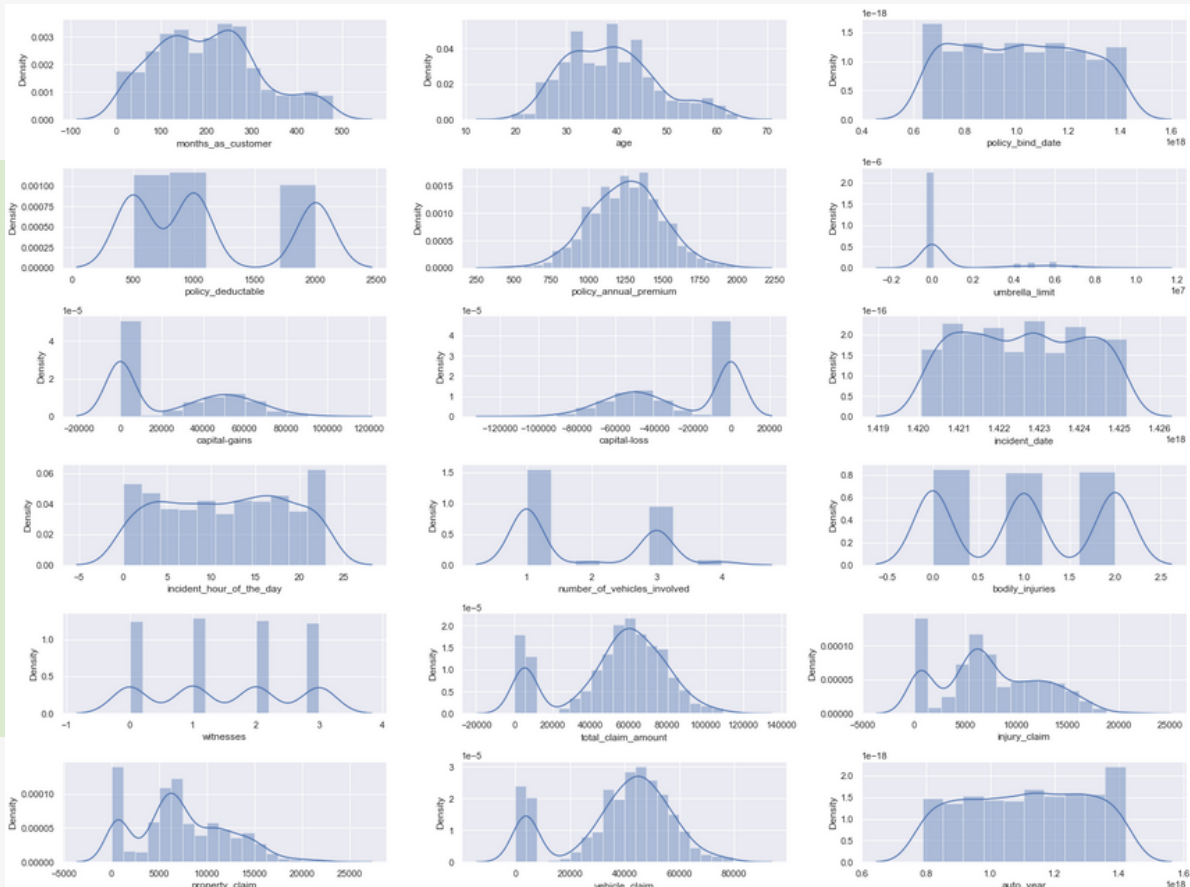 Density
0.003
0.002
0.001
0.000
−100 0 100 200 300 400 500
months_as_customer
Density
0.04
0.02
0.00
10 20 30 40 50 60 70
age
1e−18
Density
1.5
1.0
0.5
0.0
0.4 0.6 0.8 1.0 1.2 1.4 1.6
policy_bind_date
1e18
Density
0.00100
0.00075
0.00050
0.00025
0.00000
0 500 1000 1500 2000 2500
policy_deductable
Density
0.0015
0.0010
0.0005
0.0000
250 500 750 1000 1250 1500 1750 2000 2250
policy_annual_premium
1e−6
Density
2.0
1.5
1.0
0.5
0.0
−0.2 0.0 0.2 0.4 0.6 0.8 1.0 1.2
umbrella_limit
1e7
1e−5
Density
4
2
0
−20000 0 20000 40000 60000 80000 100000 120000
capital-gains
1e−5
Density
4
2
0
−120000 −100000 −80000 −60000 −40000 −20000 0 20000
capital-loss
1e−16
Density
2.0
1.5
1.0
0.5
0.0
1.419 1.420 1.421 1.422 1.423 1.424 1.425 1.426
incident_date
1e18
Density
0.06
0.04
0.02
0.00
−5 0 5 10 15 20 25
incident_hour_of_the_day
Density
1.5
1.0
0.5
0.0
1 2 3 4
number_of_vehicles_involved
Density
0.8
0.6
0.4
0.2
0.0
−0.5 0.0 0.5 1.0 1.5 2.0 2.5
bodily_injuries
Density
1.0
0.5
0.0
−1 0 1 2 3 4
witnesses
1e−5
Density
2.0
1.5
1.0
0.5
0.0
−20000 0 20000 40000 60000 80000 100000 120000 140000
total_claim_amount
Density
0.00010
0.00005
0.00000
−5000 0 5000 10000 15000 20000 25000
injury_claim
Density
0.00010
0.00005
0.00000
−5000 0 5000 10000 15000 20000 25000
property_claim
1e−5
Density
3
2
1
0
0 20000 40000 60000 80000
vehicle_claim
1e−18
Density
2.0
1.5
1.0
0.5
0.0
0.6 0.8 1.0 1.2 1.4 1.6
auto_year
1e18